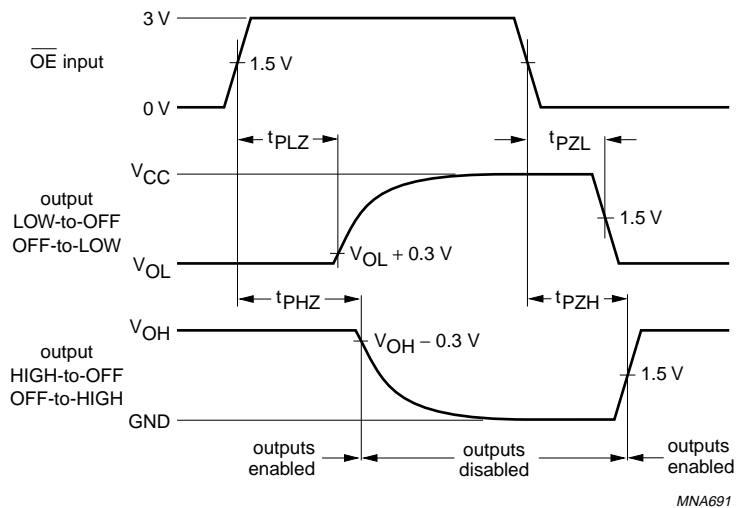 3 V
OE input
1.5 V
0 V
tPLZ
tPZL
VCC
output
LOW-to-OFF
OFF-to-LOW
1.5 V
VOL + 0.3 V
VOL
tPHZ
tPZH
VOH
VOH − 0.3 V
output
HIGH-to-OFF
OFF-to-HIGH
1.5 V
GND
outputs
enabled
outputs
disabled
outputs
enabled
MNA691